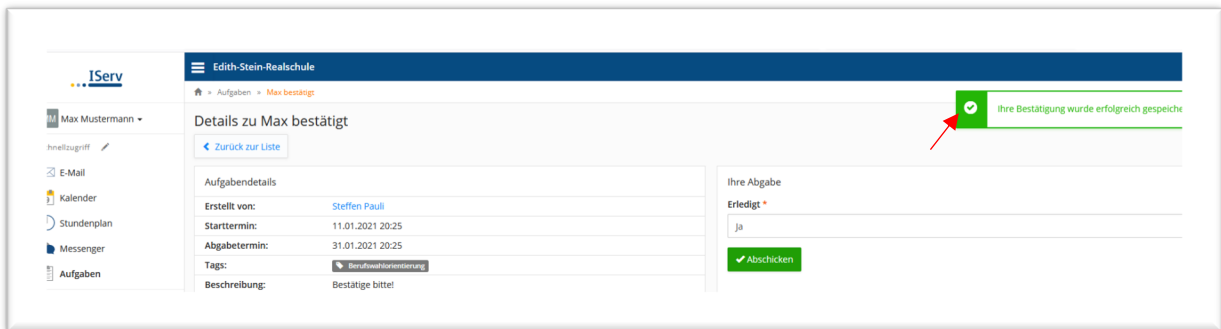 IServ
Edith-Stein-Realschule
» Aufgaben » Max bestätigt
M Max Mustermann
Details zu Max bestätigt
Ihre Bestätigung wurde erfolgreich gespeiche
Zurück zur Liste
hnellzugriff
E-Mail
Kalender
Stundenplan
Messenger
Aufgaben
Aufgabendetails
Erstellt von: Steffen Pauli
Starttermin: 11.01.2021 20:25
Abgabetermin: 31.01.2021 20:25
Tags: Berufswahlorientierung
Beschreibung: Bestätige bitte!
Ihre Abgabe
Erledigt *
Ja
Abschicken